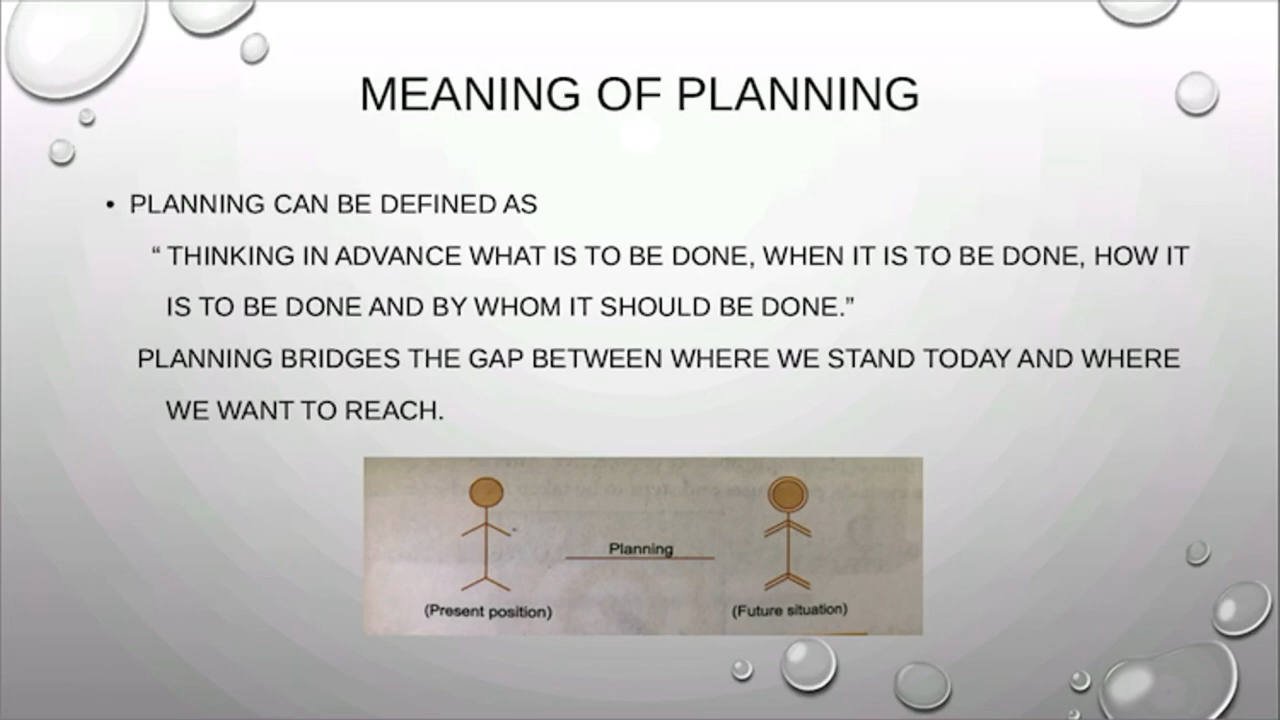 MEANING OF PLANNING
• PLANNING CAN BE DEFINED AS
“ THINKING IN ADVANCE WHAT IS TO BE DONE, WHEN IT IS TO BE DONE, HOW IT
IS TO BE DONE AND BY WHOM IT SHOULD BE DONE.”
PLANNING BRIDGES THE GAP BETWEEN WHERE WE STAND TODAY AND WHERE
WE WANT TO REACH.
Planning
(Present position) (Future situation)